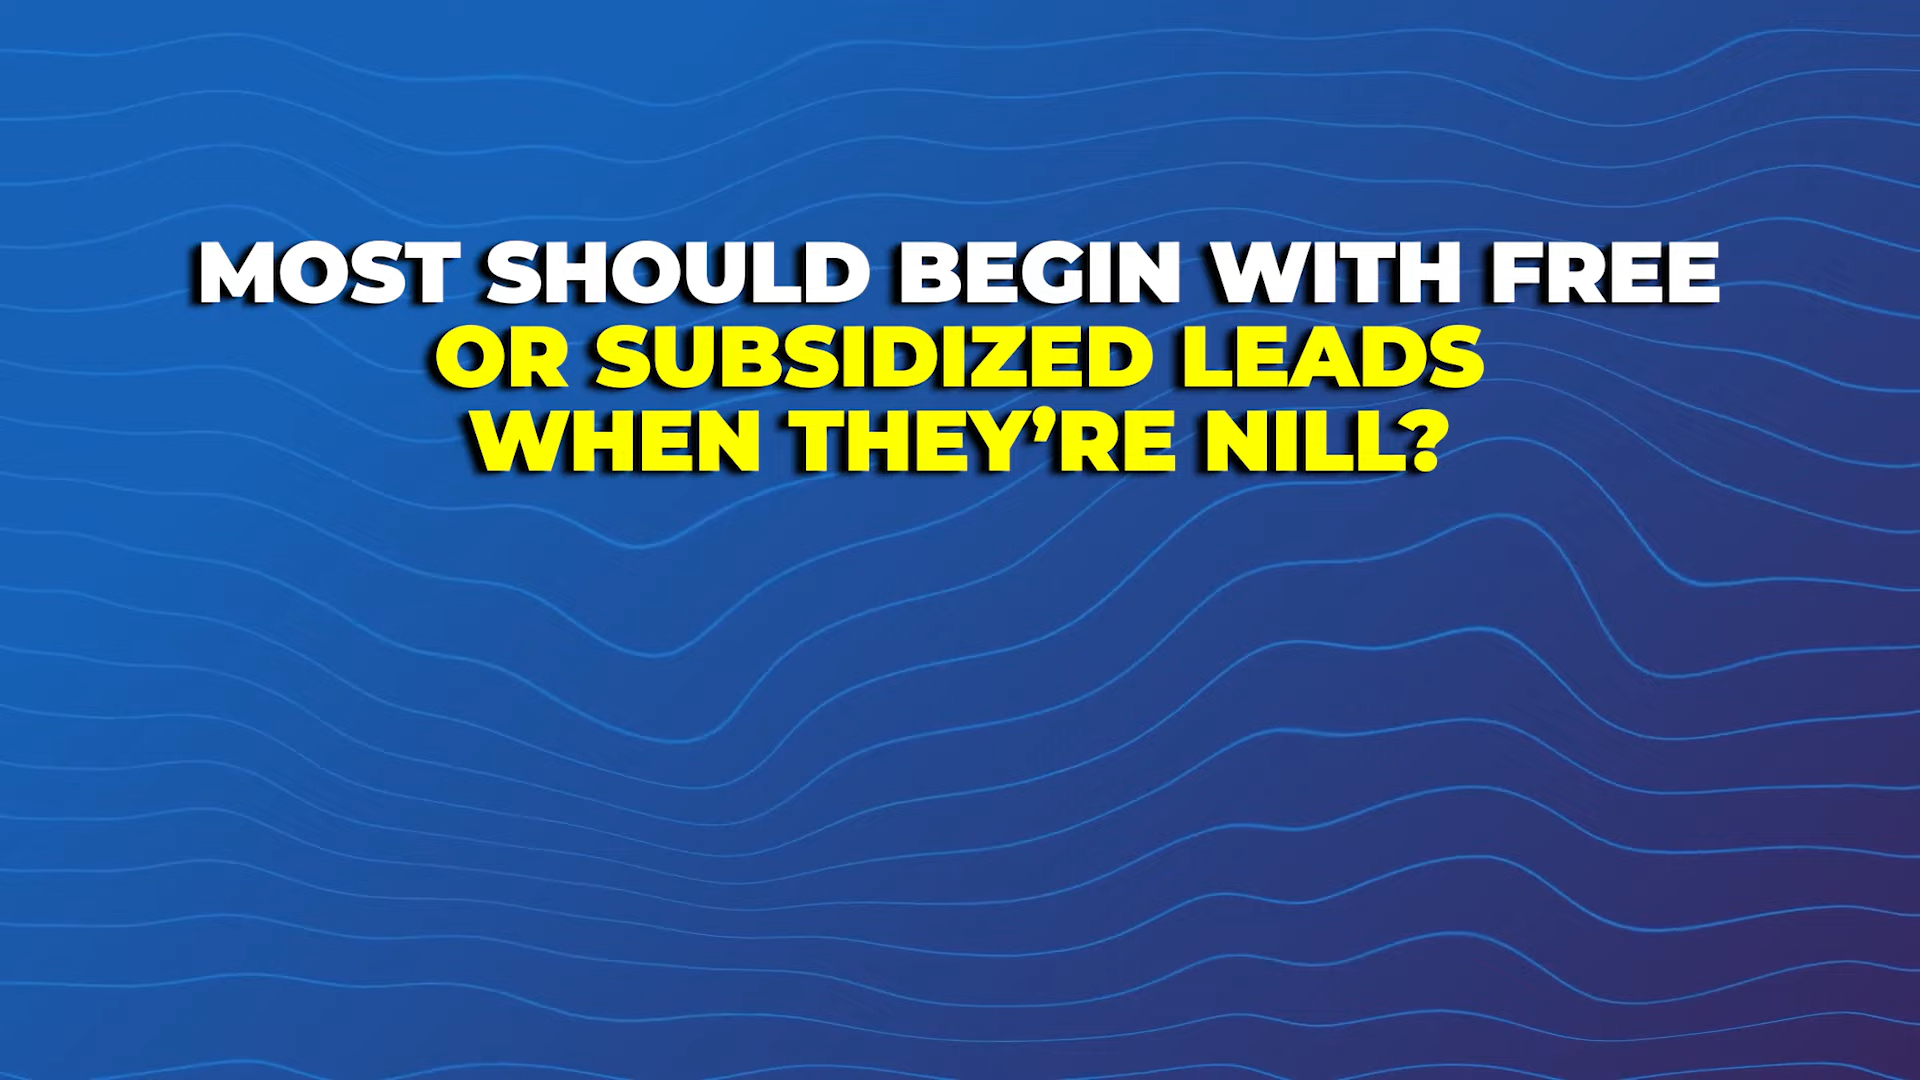 MOST SHOULD BEGIN WITH FREE
OR SUBSIDIZED LEADS
WHEN THEY’RE NILL?